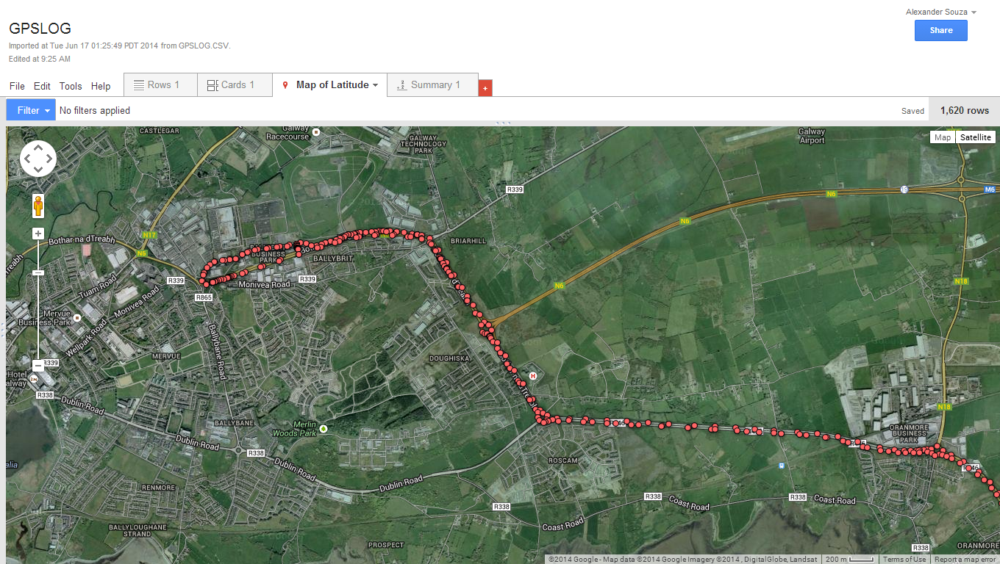 Alexander Souza
GPSLOG
Share
Imported at Tue Jun 17 01:25:49 PDT 2014 from GPSLOG.CSV.
Edited at 9:25 AM
File Edit Tools Help
Rows 1
Cards 1
Map of Latitude
Summary 1
+
Filter
No filters applied
Saved
1,620 rows
CASTLEGAR
Galway
Racecourse
GALWAY
TECHNOLOGY
PARK
Galway
Airport
Map
Satellite
R339
N6
M6
N6
N17
Bothar na dTreabh
N6
BRIARHILL
BUSINESS
PARK
BALLYBRIT
R339
Monivea Road
R339
N6
N18
R865
Tuam Road
Monivea Road
Mervue
Business Park
Wellpark Road
Ballybane Road
MERVUE
DOUGHISKA
R339
Hotel
H
R338
Dublin Road
N18
BALLYBANE
Merlin
Woods Park
ORANMORE
BUSINESS
PARK
Dublin Road
R338
Dublin Road
ROSCAM
RENMORE
Dublin Road
R338
Coast Road
R338
Coast Road
R338
Coast Road
BALLYLOUGHANE
STRAND
PROSPECT
R338
ORANMORE
©2014 Google - Map data ©2014 Google Imagery ©2014 , DigitalGlobe, Landsat
200 m
Terms of Use
Report a map error